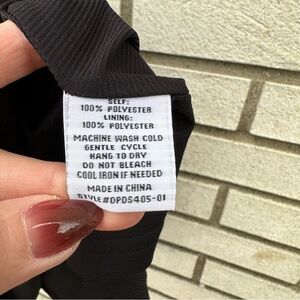 SELF:
100% POLYESTER
LINING:
100% POLYESTER
MACHINE WASH COLD
GENTLE CYCLE
HANG TO DRY
DO NOT BLEACH
COOL IRON IF NEEDED
MADE IN CHINA
STYLE#DPDS405-01